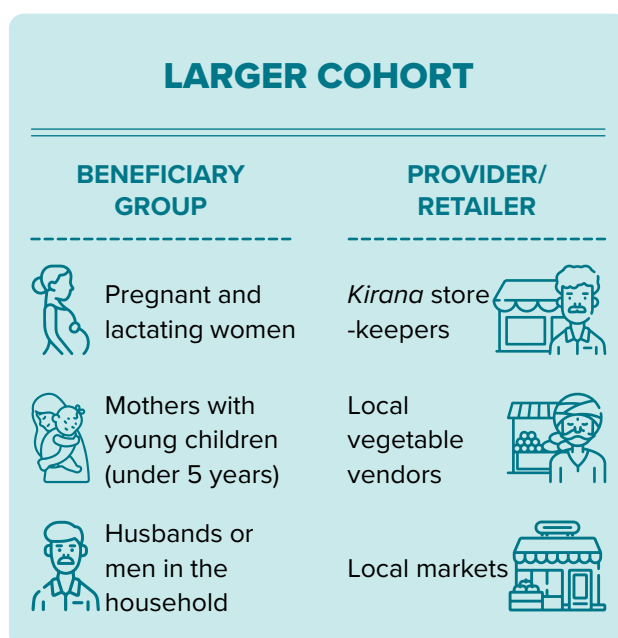 LARGER COHORT
BENEFICIARY
GROUP
Pregnant and
lactating women
Mothers with
young children
(under 5 years)
Husbands or
men in the
household
PROVIDER/
RETAILER
Kirana store
-keepers
Local
vegetable
vendors
Local markets